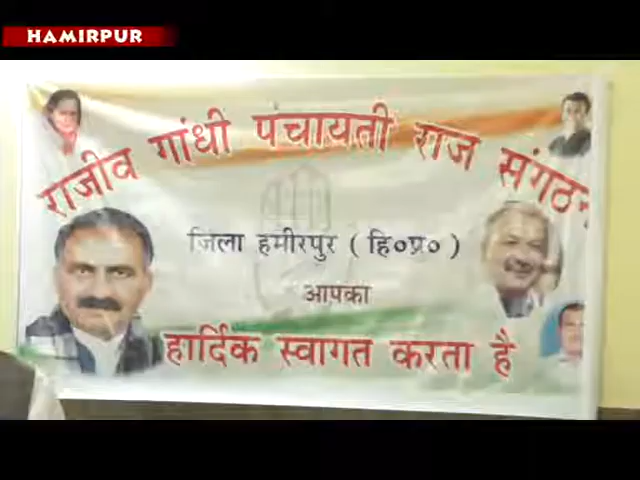 HAMIRPUR
राजीव गांधी पंचायती राज संगठन
जिला हमीरपुर ( हि०प्र० )
आपका
हार्दिक स्वागत करता है